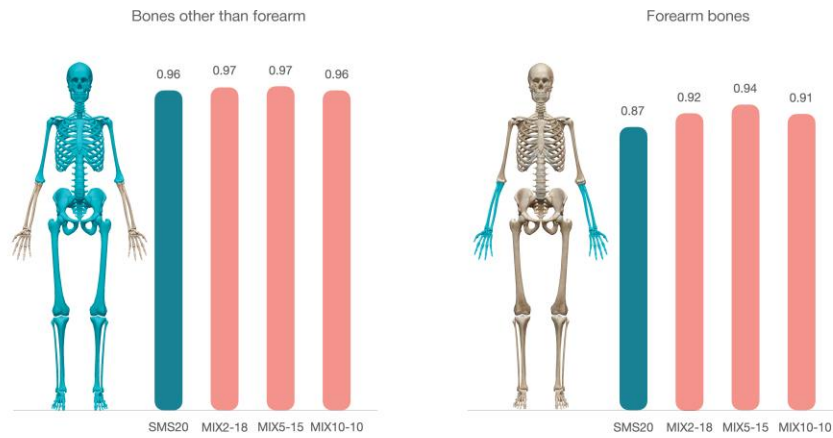 Bones other than forearm
0.96
0.97
0.97
0.96
SMS20 MIX2-18 MIX5-15 MIX10-10
Forearm bones
0.87
0.92
0.94
0.91
SMS20 MIX2-18 MIX5-15 MIX10-10